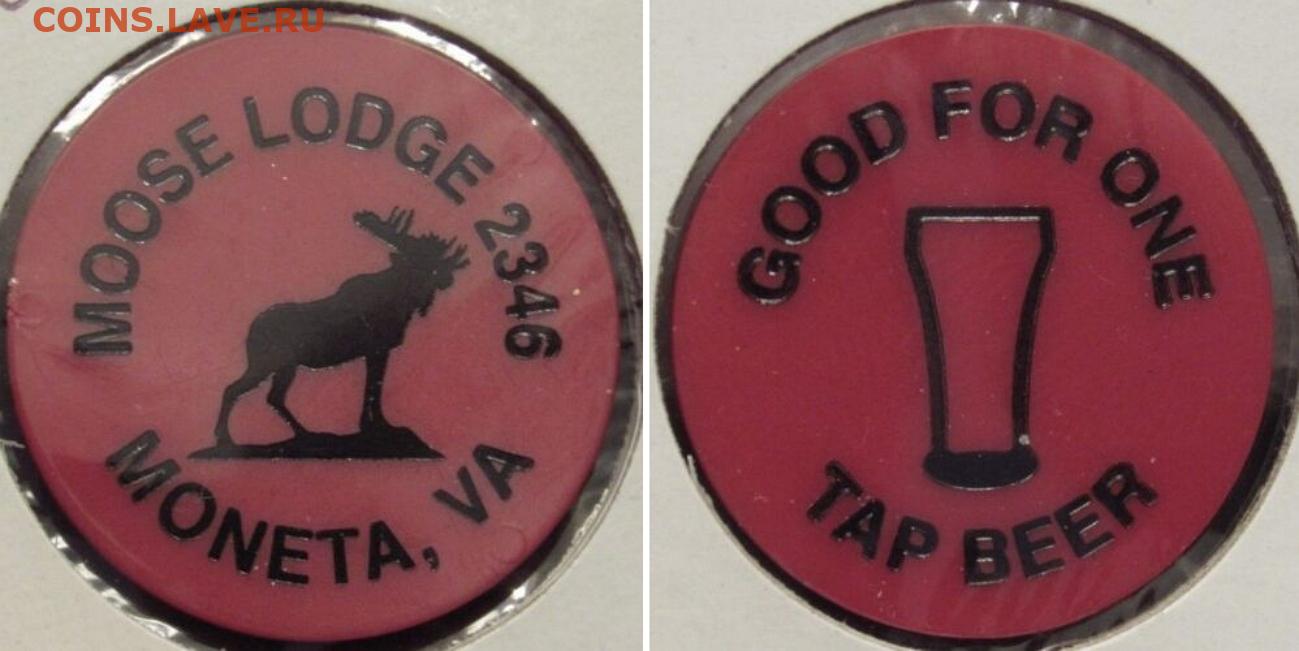 COINS.LAVE.RU
MOOSE LODGE 2346
MONETA, VA
GOOD FOR ONE
TAP BEER